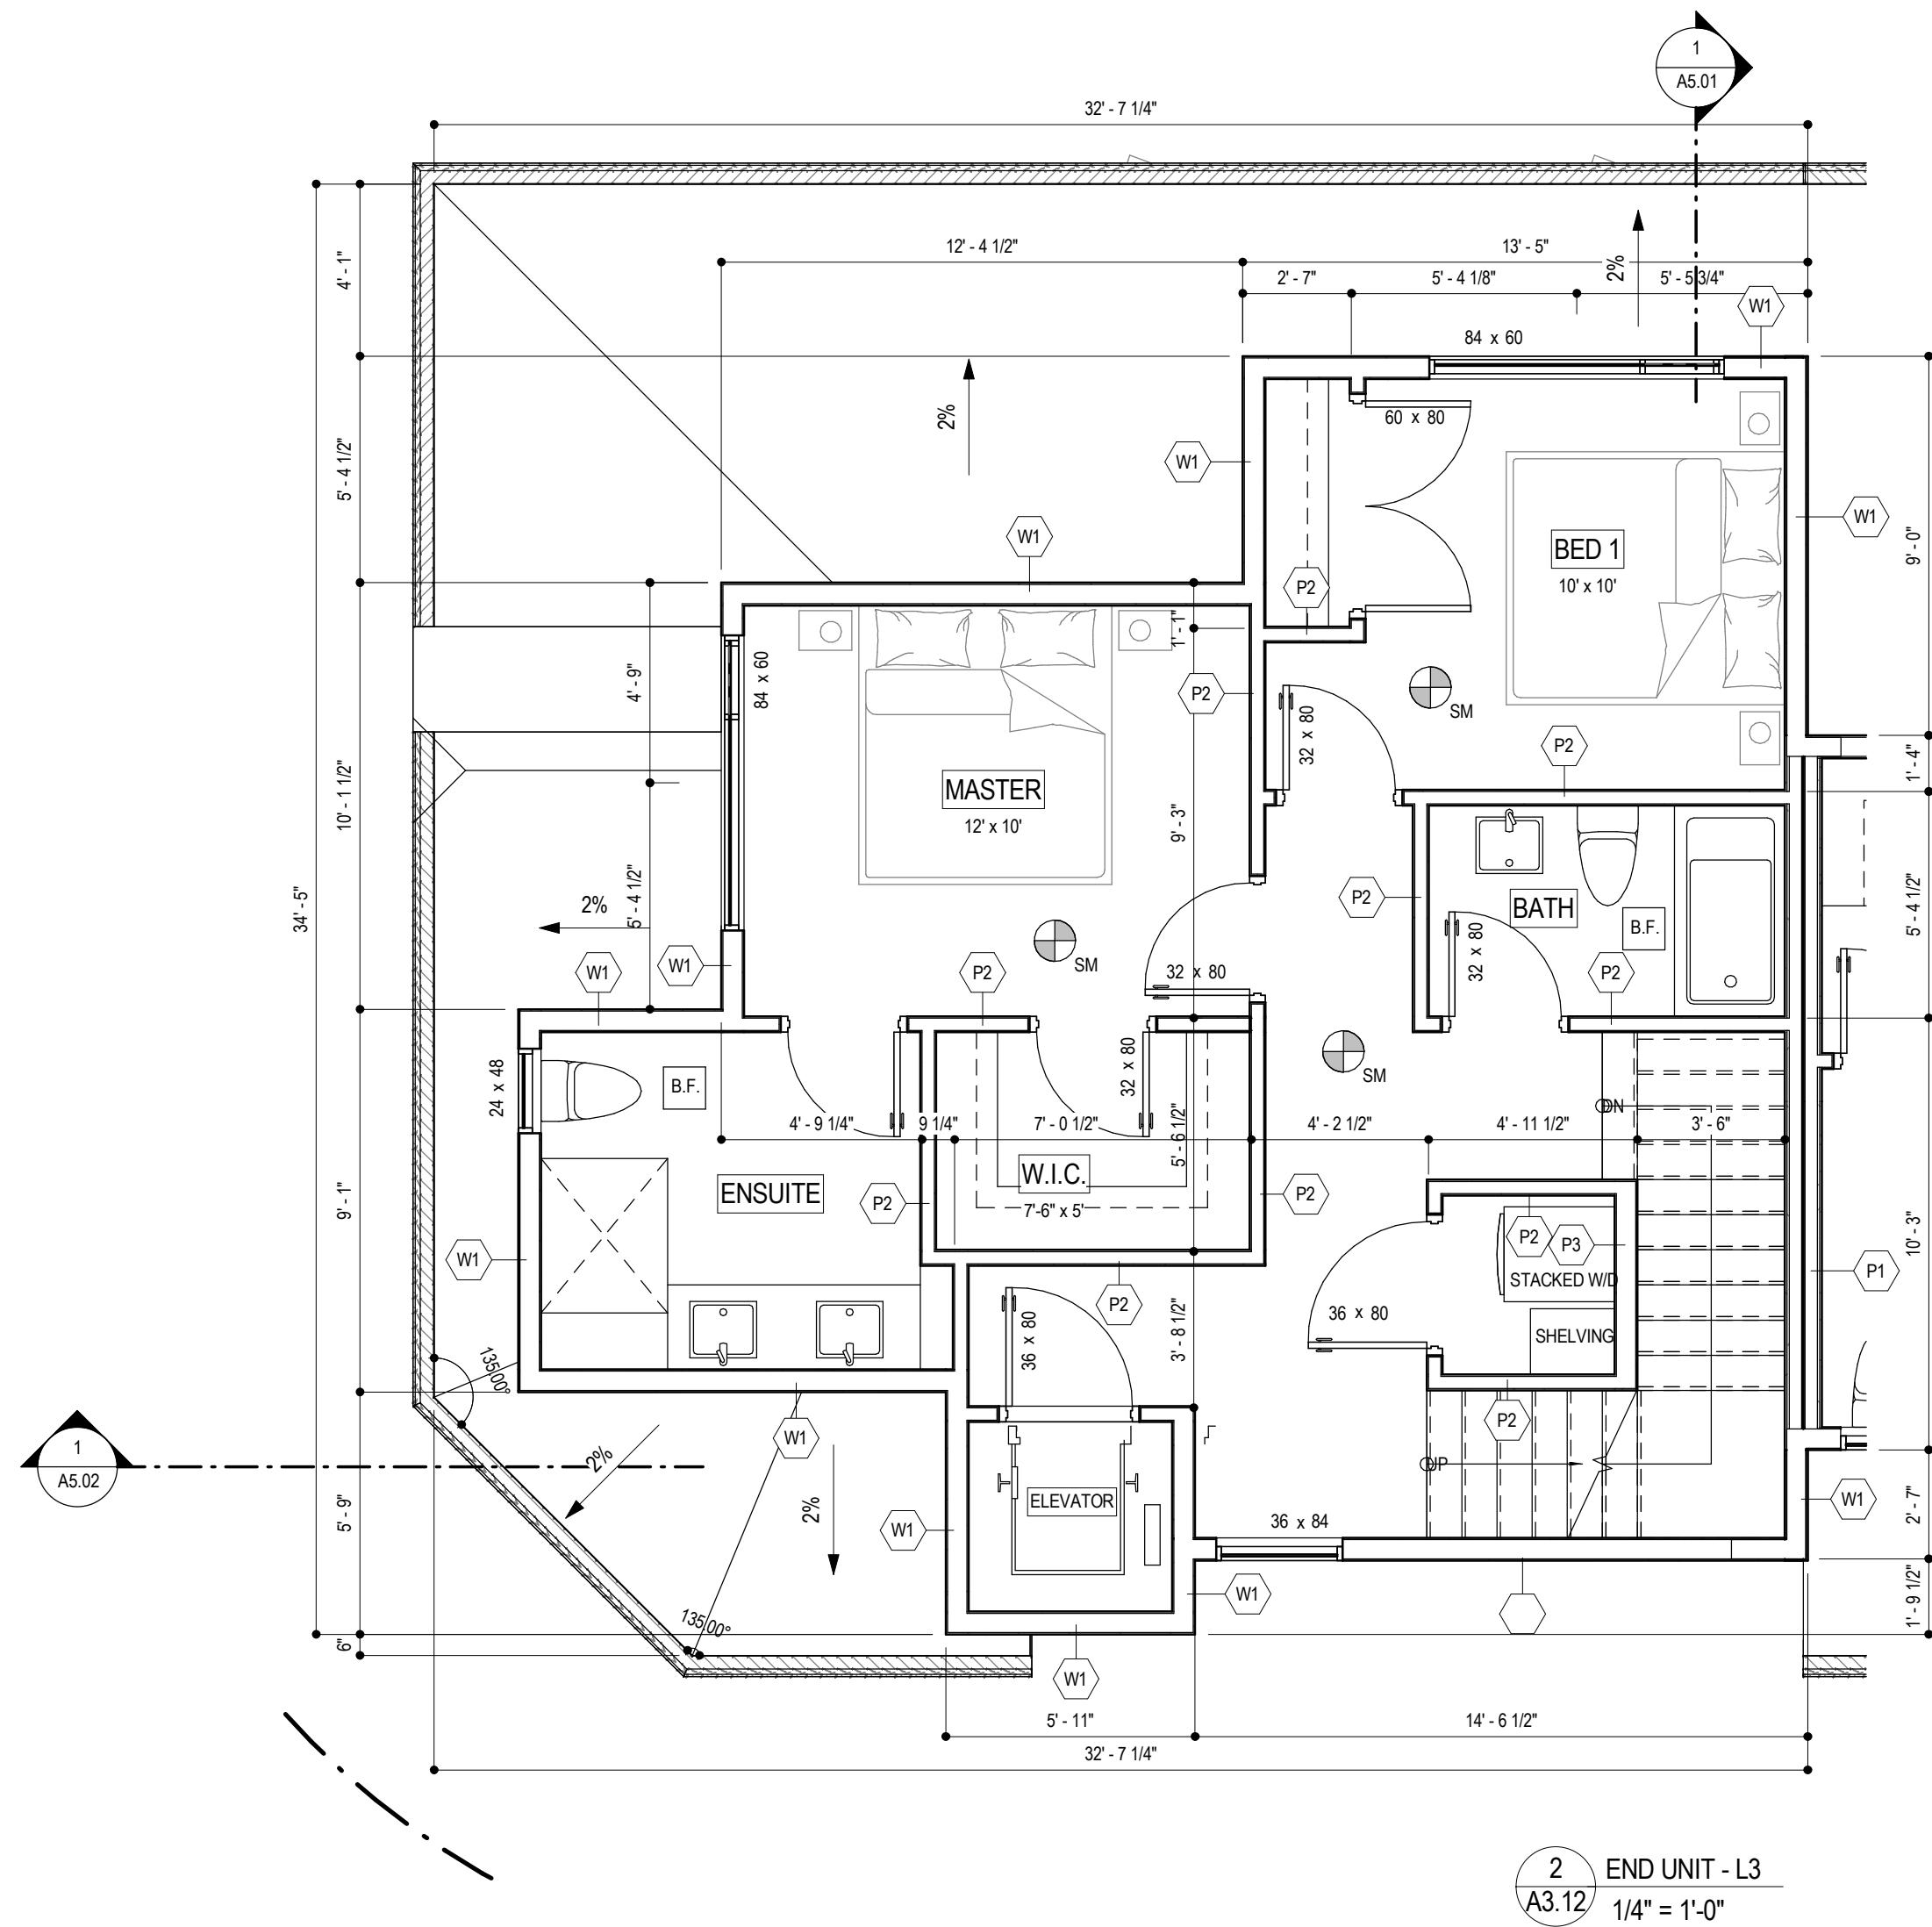 1
A5.01
32' - 7 1/4"
12' - 4 1/2"
13' - 5"
2' - 7"
5' - 4 1/8"
5' - 5 3/4"
2%
W1
84 x 60
4' - 1"
5' - 4 1/2"
2%
60 x 80
W1
W1
W1
BED 1
10' x 10'
9' - 0"
P2
1' - 1"
84 x 60
4' - 9"
P2
SM
32 x 80
P2
1' - 4"
MASTER
12' x 10'
10' - 1 1/2"
9' - 3"
34' - 5"
5' - 4 1/2"
2%
P2
BATH
B.F.
5' - 4 1/2"
32 x 80
W1
W1
P2
SM
32 x 80
P2
SM
24 x 48
B.F.
32 x 80
DN
4' - 9 1/4"
9 1/4"
7' - 0 1/2"
5' - 6 1/2"
4' - 2 1/2"
4' - 11 1/2"
3' - 6"
W.I.C.
7'-6" x 5'
ENSUITE
P2
P2
9' - 1"
10' - 3"
W1
P2
P3
STACKED W/D
P1
P2
36 x 80
SHELVING
36 x 80
3' - 8 1/2"
135.00°
P2
W1
1
A5.02
2%
2%
UP
5' - 9"
ELEVATOR
W1
36 x 84
W1
2' - 7"
W1
1' - 9 1/2"
135.00°
6"
W1
5' - 11"
14' - 6 1/2"
32' - 7 1/4"
2
A3.12
END UNIT - L3
1/4" = 1'-0"